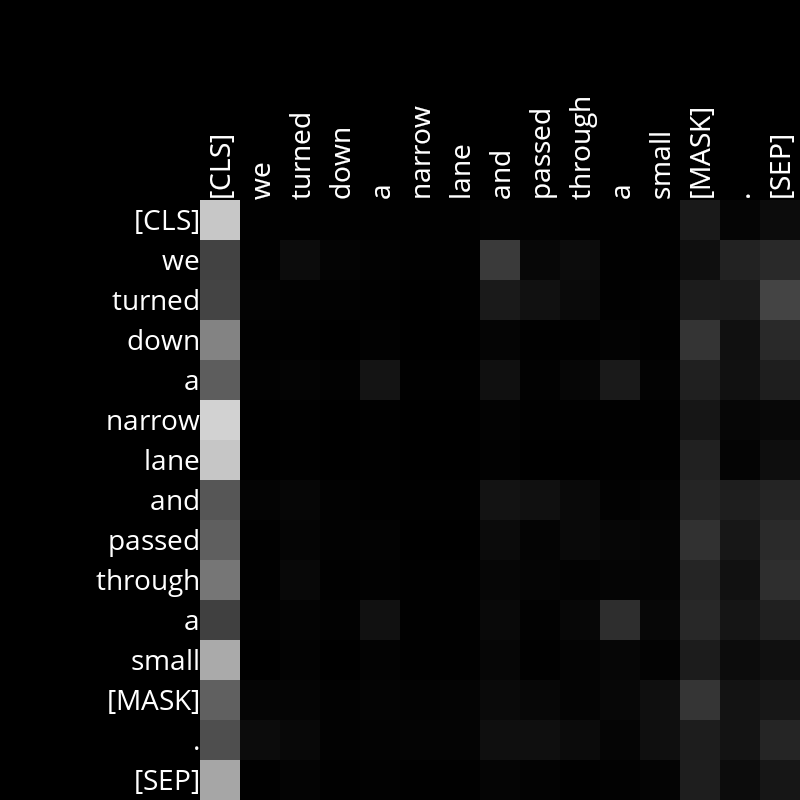 [CLS] we turned down a narrow lane and passed through a small [MASK] . [SEP]
[CLS]
we
turned
down
a
narrow
lane
and
passed
through
a
small
[MASK]
.
[SEP]